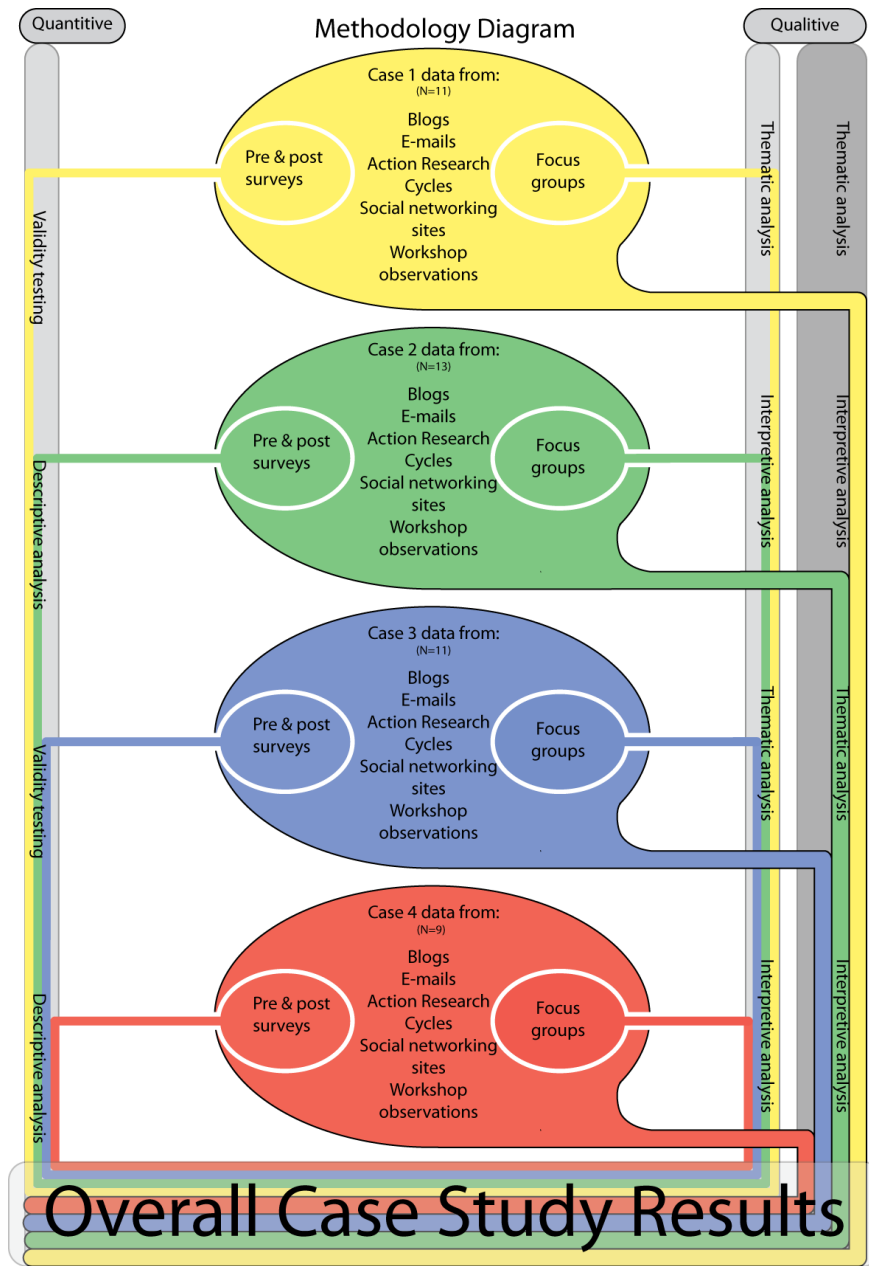 Quantitive
Methodology Diagram
Qualitive
Case 1 data from:
(N=11)
Blogs
E-mails
Action Research
Cycles
Social networking
sites
Workshop
observations
Pre & post
surveys
Focus
groups
Case 2 data from:
(N=13)
Blogs
E-mails
Action Research
Cycles
Social networking
sites
Workshop
observations
Pre & post
surveys
Focus
groups
Case 3 data from:
(N=11)
Blogs
E-mails
Action Research
Cycles
Social networking
sites
Workshop
observations
Pre & post
surveys
Focus
groups
Case 4 data from:
(N=9)
Blogs
E-mails
Action Research
Cycles
Social networking
sites
Workshop
observations
Pre & post
surveys
Focus
groups
Validity testing
Descriptive analysis
Validity testing
Descriptive analysis
Thematic analysis
Interpretive analysis
Thematic analysis
Interpretive analysis
Thematic analysis
Interpretive analysis
Thematic analysis
Interpretive analysis
Overall Case Study Results